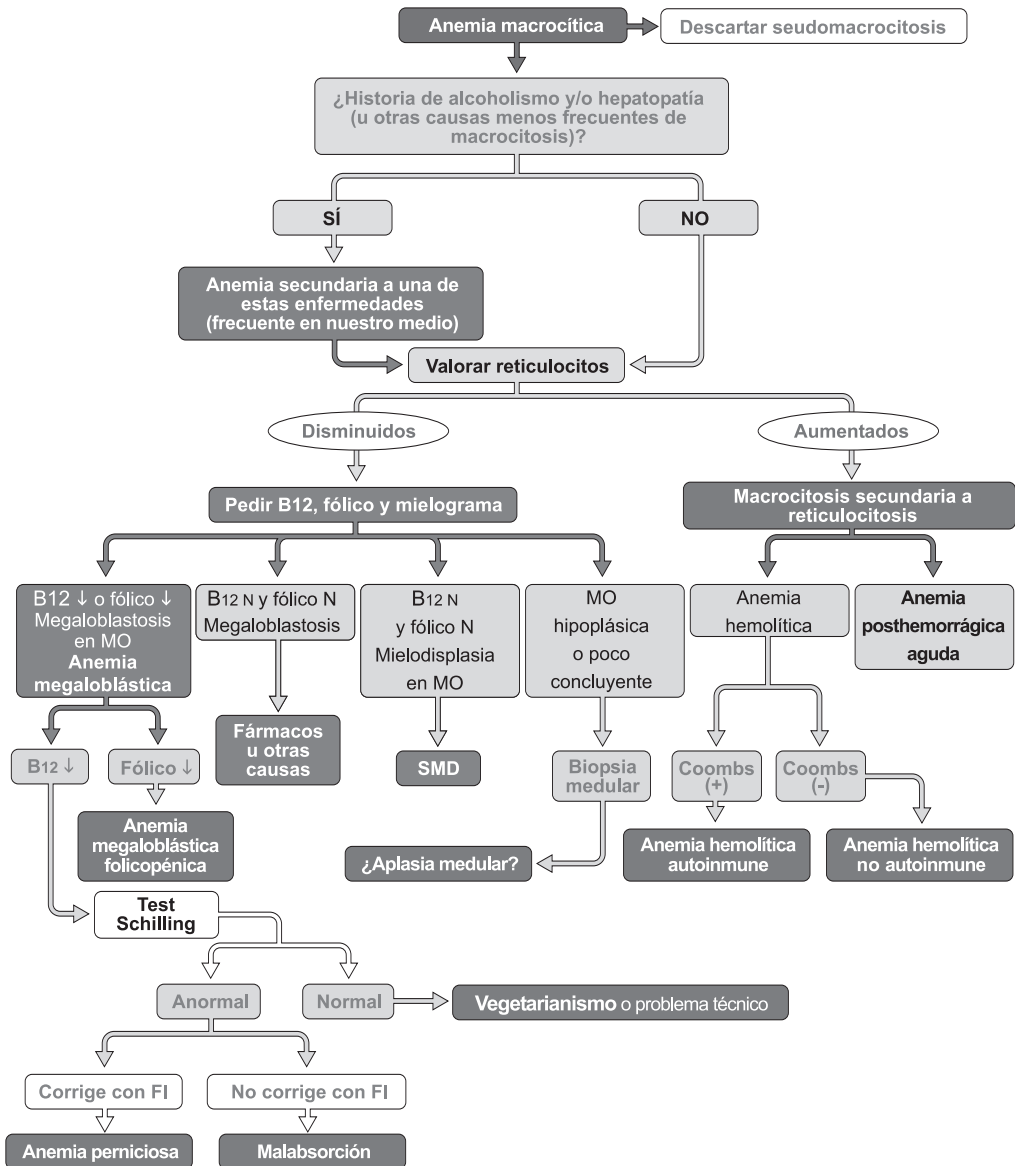 Anemia macrocítica
Descartar seudomacrocitosis
¿Historia de alcoholismo y/o hepatopatía
(u otras causas menos frecuentes de
macrocitosis)?
SÍ
NO
Anemia secundaria a una de
estas enfermedades
(frecuente en nuestro medio)
Valorar reticulocitos
Disminuidos
Aumentados
Pedir B12, fólico y mielograma
Macrocitosis secundaria a
reticulocitosis
B12 ↓ o fólico ↓
Megaloblastosis
en MO
Anemia
megaloblástica
B12 N y fólico N
Megaloblastosis
B12 N
y fólico N
Mielodisplasia
en MO
MO
hipoplásica
o poco
concluyente
Anemia
hemolítica
Anemia
posthemorrágica
aguda
B12 ↓
Fólico ↓
Fármacos
u otras
causas
SMD
Biopsia
medular
Coombs
(+)
Coombs
(-)
Anemia
megaloblástica
folicopénica
¿Aplasia medular?
Anemia hemolítica
autoinmune
Anemia hemolítica
no autoinmune
Test
Schilling
Anormal
Normal
Vegetarianismo o problema técnico
Corrige con FI
No corrige con FI
Anemia perniciosa
Malabsorción